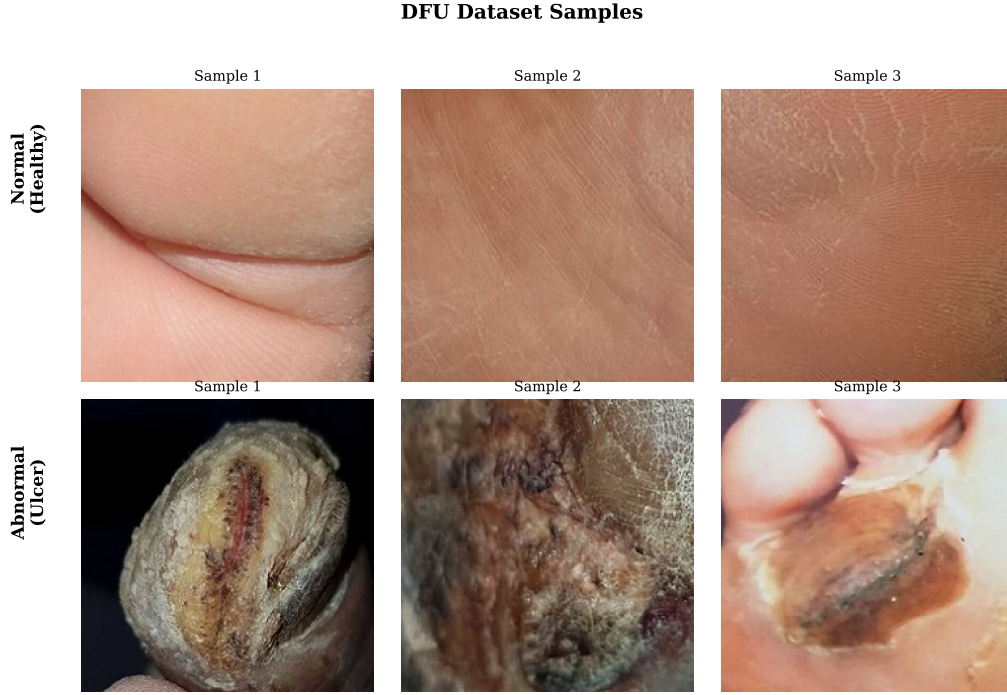 DFU Dataset Samples
Sample 1
Sample 2
Sample 3
Normal
(Healthy)
Sample 1
Sample 2
Sample 3
Abnormal
(Ulcer)